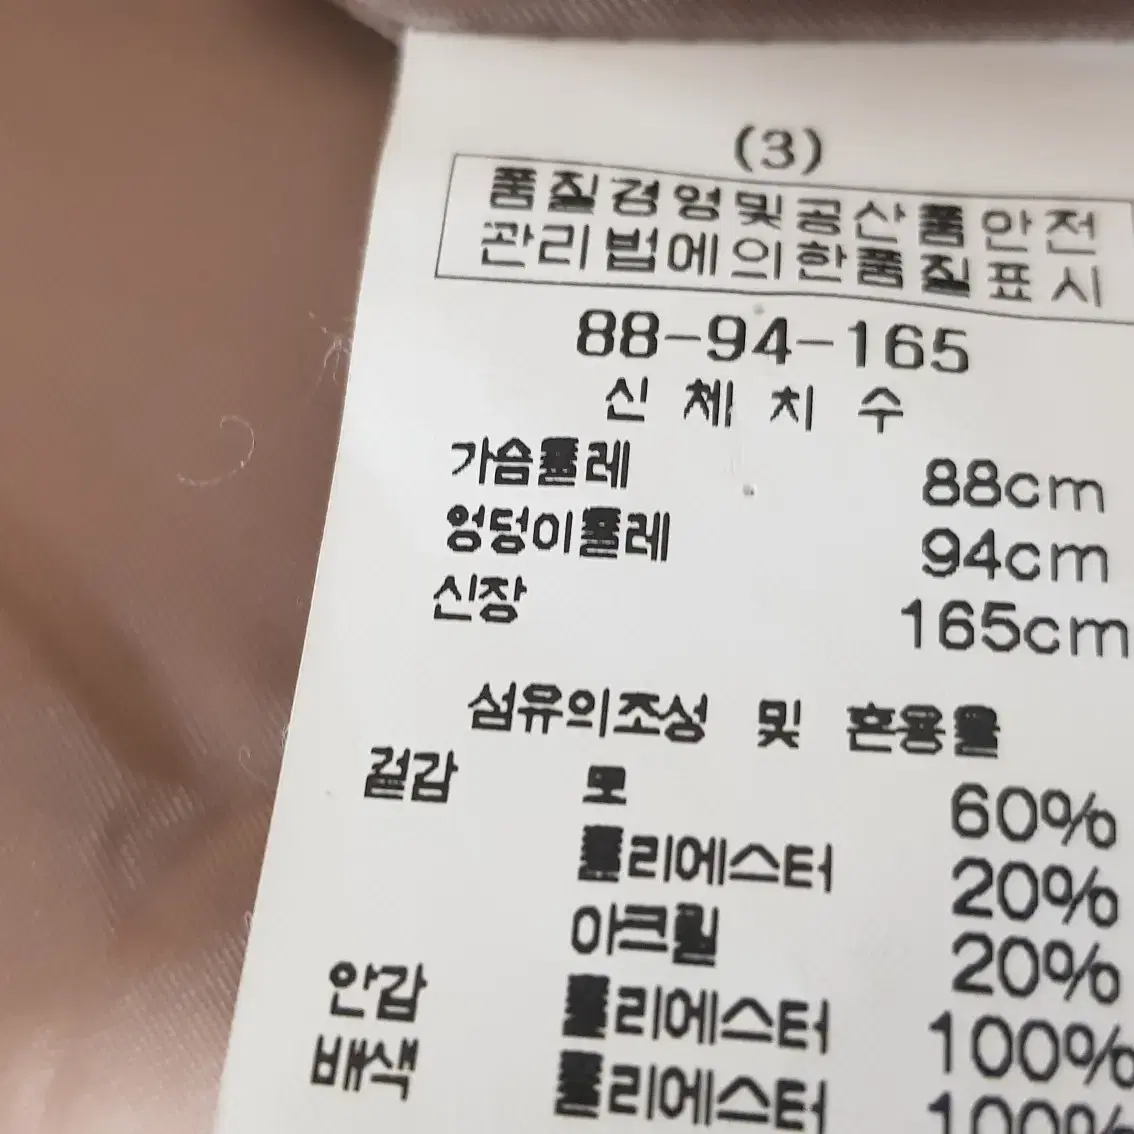 (3)
품질경영및공산품안전
관리법에의한품질표시
88-94-165
신체치수
가슴둘레 88cm
엉덩이둘레 94cm
신장 165cm
섬유의조성 및 혼용율
겉감 모 60%
폴리에스터 20%
아크릴 20%
안감 폴리에스터 100%
배색 폴리에스터 100%